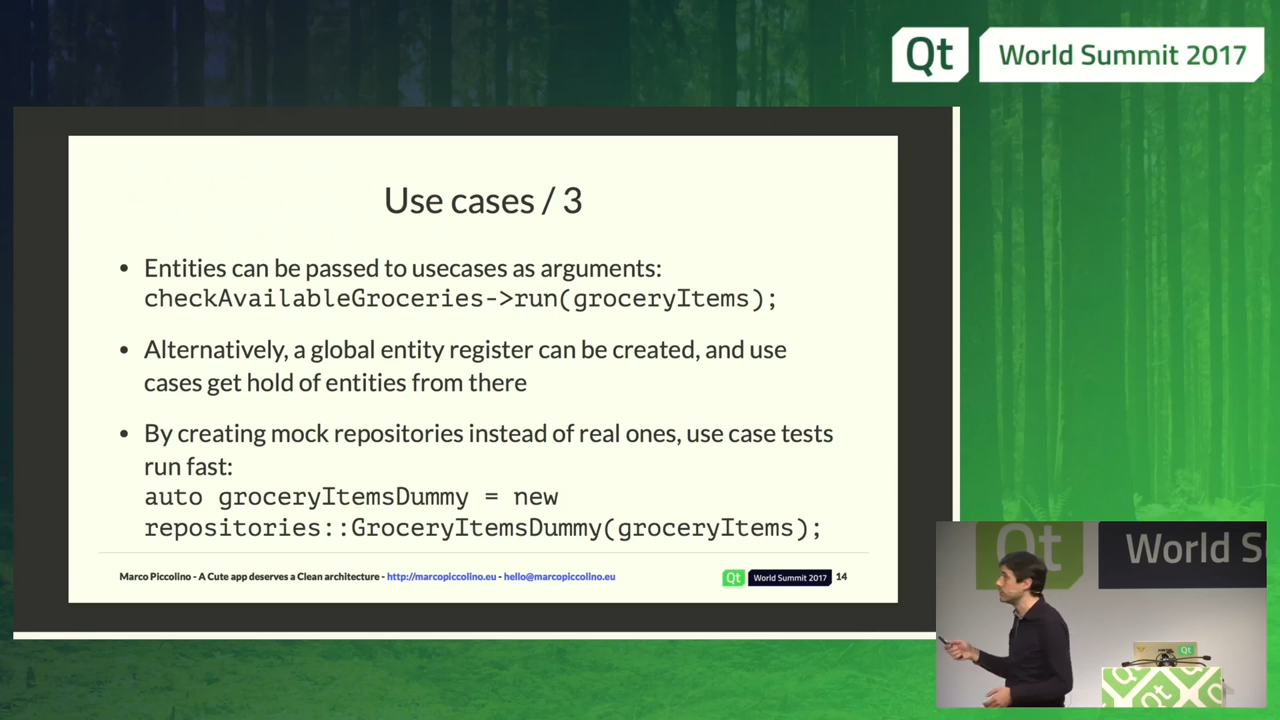 Qt World Summit 2017
Use cases / 3
• Entities can be passed to usecases as arguments:
checkAvailableGroceries->run(groceryItems);
• Alternatively, a global entity register can be created, and use
cases get hold of entities from there
• By creating mock repositories instead of real ones, use case tests
run fast:
auto groceryItemsDummy = new
repositories::GroceryItemsDummy(groceryItems);
Marco Piccolino - A Cute app deserves a Clean architecture - http://marcopiccolino.eu - hello@marcopiccolino.eu
Qt World Summit 2017 14
Qt World S
Qt
Qt